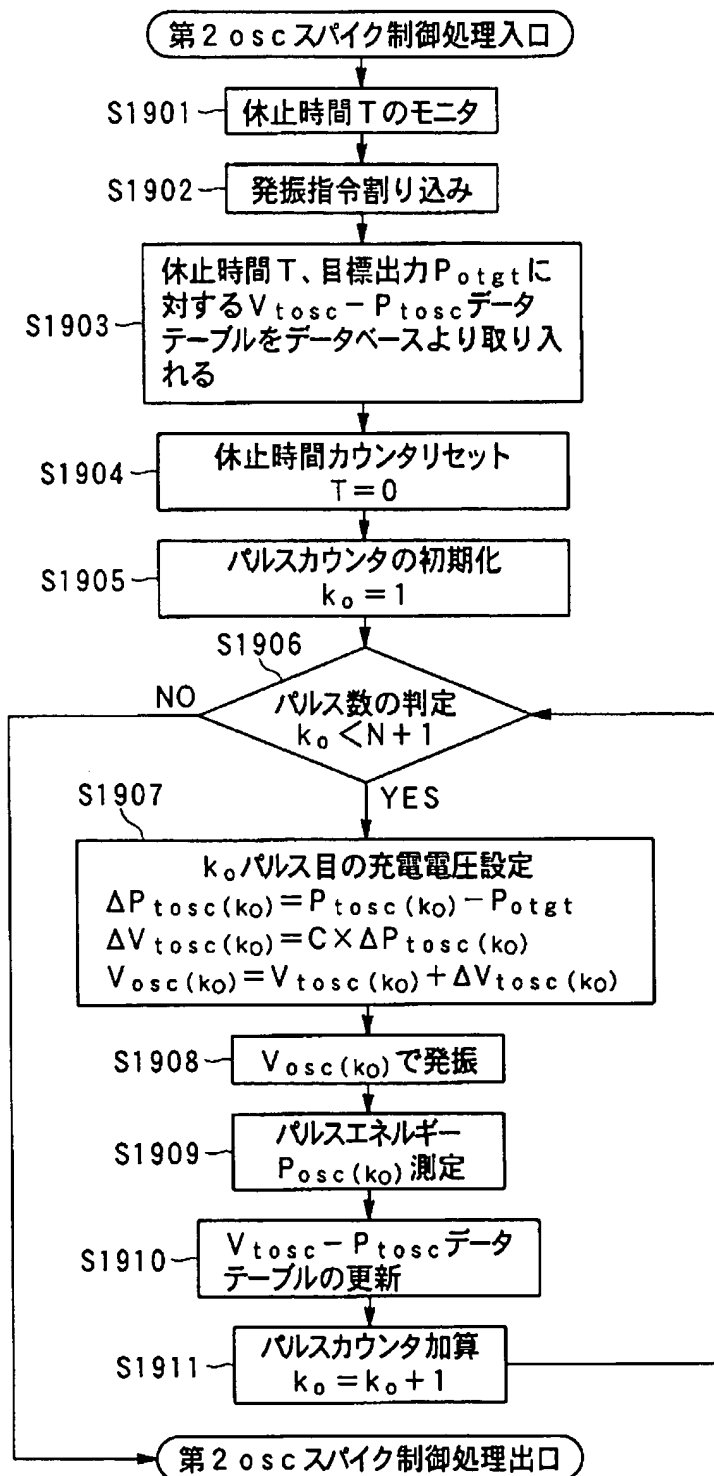 第2oscスパイク制御処理入口
S1901
休止時間Tのモニタ
S1902
発振指令割り込み
S1903
休止時間T、目標出力Potgtに
対するVtosc－Ptoscデータ
テーブルをデータベースより取り入
れる
S1904
休止時間カウンタリセット
T=0
S1905
パルスカウンタの初期化
ko=1
S1906
NO
パルス数の判定
ko<N+1
YES
S1907
koパルス目の充電電圧設定
ΔPtosc(ko)=Ptosc(ko)-Potgt
ΔVtosc(ko)=C×ΔPtosc(ko)
Vosc(ko)=Vtosc(ko)+ΔVtosc(ko)
S1908
Vosc(ko)で発振
S1909
パルスエネルギー
Posc(ko)測定
S1910
Vtosc－Ptoscデータ
テーブルの更新
S1911
パルスカウンタ加算
ko=ko+1
第2oscスパイク制御処理出口